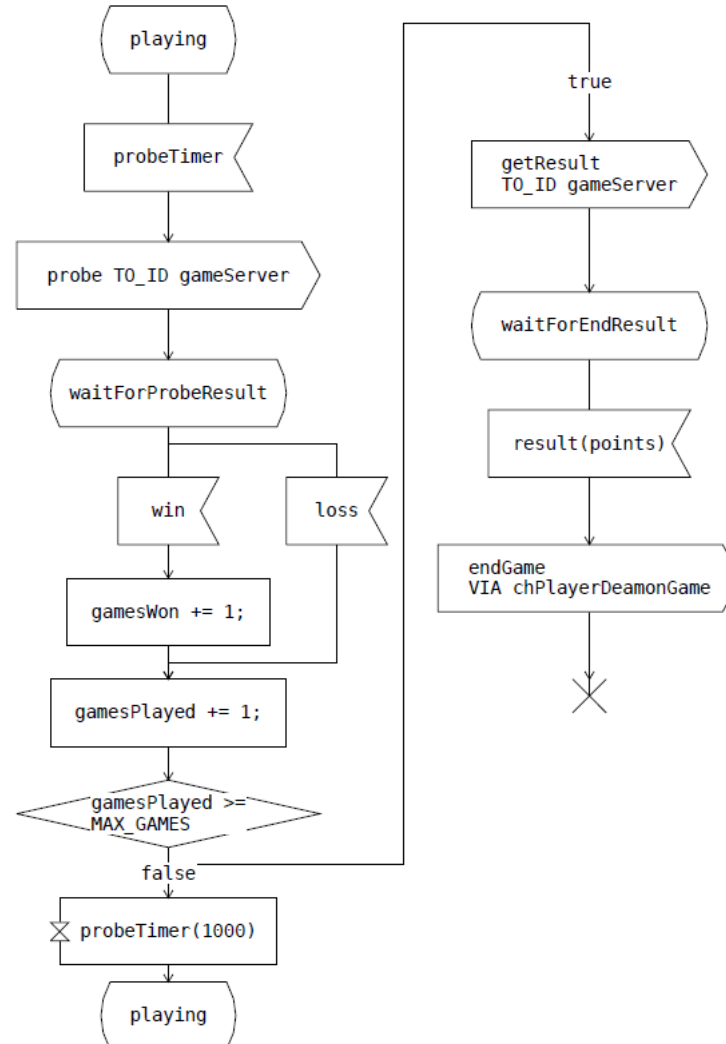 playing
probeTimer
probe TO_ID gameServer
waitForProbeResult
win
loss
gamesWon += 1;
gamesPlayed += 1;
gamesPlayed >=
MAX_GAMES
false
probeTimer(1000)
playing
true
getResult
TO_ID gameServer
waitForEndResult
result(points)
endGame
VIA chPlayerDeamonGame